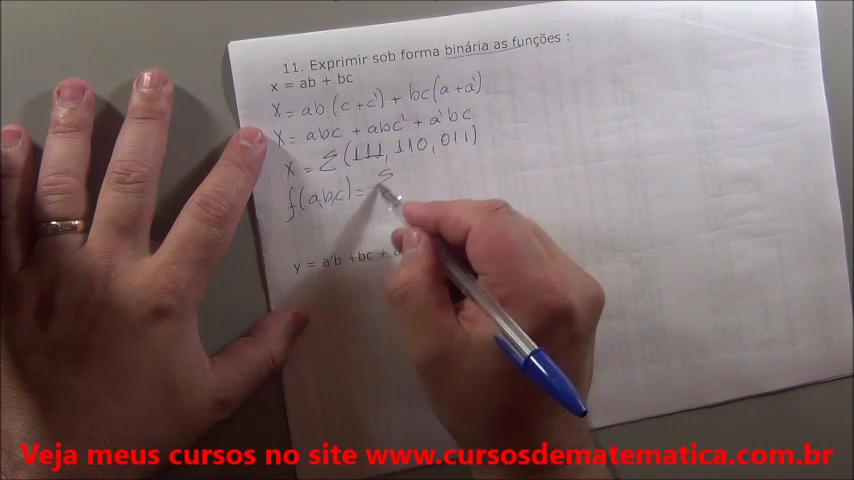 11. Exprimir sob forma binária as funções :
x = ab + bc
X = ab (c + c') + bc(a + a')
X = abc + abc' + a'bc
X = Σ (111, 110, 011)
f(a,b,c) = Σ
y = a'b + bc +
Veja meus cursos no site www.cursosdematematica.com.br